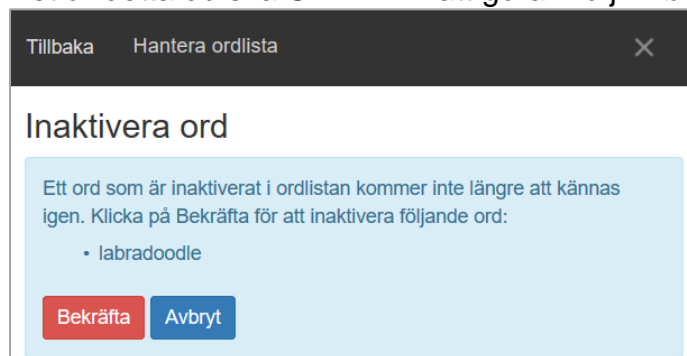 Tillbaka Hantera ordlista ×
Inaktivera ord
Ett ord som är inaktiverat i ordlistan kommer inte längre att kännas
igen. Klicka på Bekräfta för att inaktivera följande ord:
• labradoodle
Bekräfta Avbryt